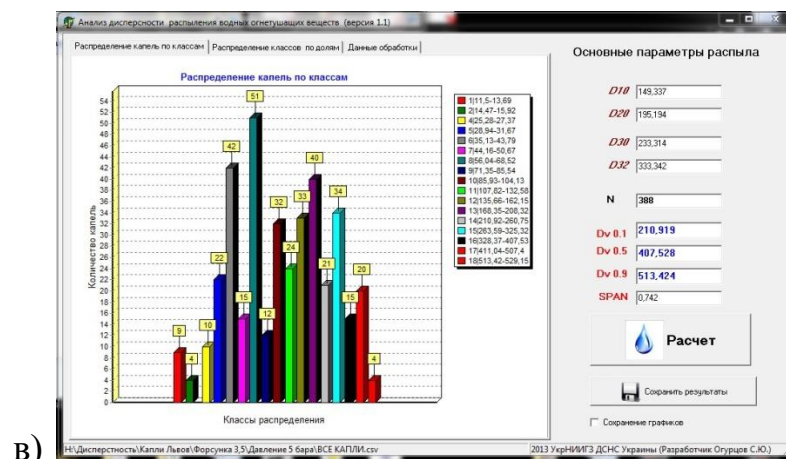 Анализ дисперсности распыления водных огнетушащих веществ (версия 1.1)
Распределение капель по классам
Распределение классов по долям
Данные обработки
Распределение капель по классам
54
52
50
48
46
44
42
40
38
36
34
32
30
28
26
24
22
20
18
16
14
12
10
8
6
4
2
0
Количество капель
9
4
10
22
42
15
51
12
32
24
33
40
21
34
15
20
4
Классы распределения
1|11,5-13,69
2|14,47-15,92
4|25,28-27,37
5|28,94-31,67
6|35,13-43,79
7|44,16-50,67
8|56,04-68,52
9|71,35-85,54
10|85,93-104,13
11|107,82-132,58
12|135,66-162,15
13|168,35-208,32
14|210,92-260,75
15|263,59-325,32
16|328,37-407,53
17|411,04-507,4
18|513,42-529,15
Основные параметры распыла
D10 149,337
D20 195,194
D30 233,314
D32 333,342
N 388
Dv 0.1 210,919
Dv 0.5 407,528
Dv 0.9 513,424
SPAN 0,742
Расчет
Сохранить результаты
Сохранение графиков
H:\Дисперстность\Капли Львов\Форсунка 3,5\Давление 5 бара\ВСЕ КАПЛИ.csv
2013 УкрНИИГЗ ДСНС Украины (Разработчик Огурцов С.Ю.)
в)